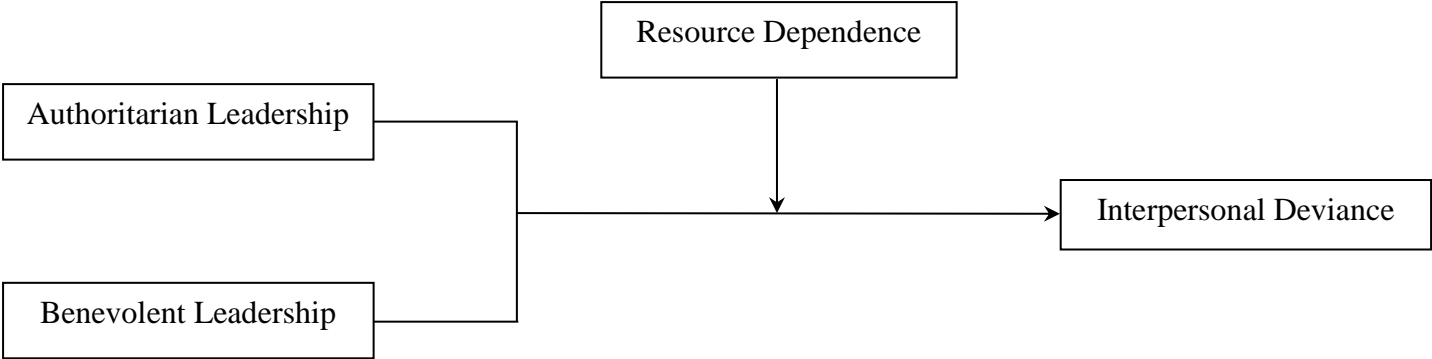 Resource Dependence
Authoritarian Leadership
Interpersonal Deviance
Benevolent Leadership